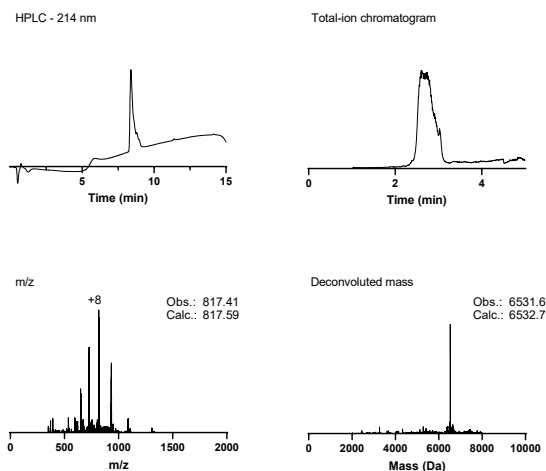 HPLC - 214 nm
5 10 15
Time (min)
Total-ion chromatogram
0 2 4
Time (min)
m/z
+8
Obs.: 817.41
Calc.: 817.59
0 500 1000 1500 2000
m/z
Deconvoluted mass
Obs.: 6531.6
Calc.: 6532.7
0 2000 4000 6000 8000 10000
Mass (Da)